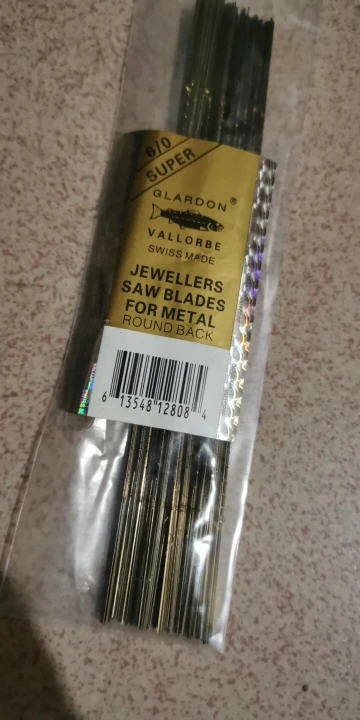 6/0
SUPER
GLARDON®
VALLORBE
SWISS MADE
JEWELLERS
SAW BLADES
FOR METAL
ROUND BACK
6 13548 12808 4